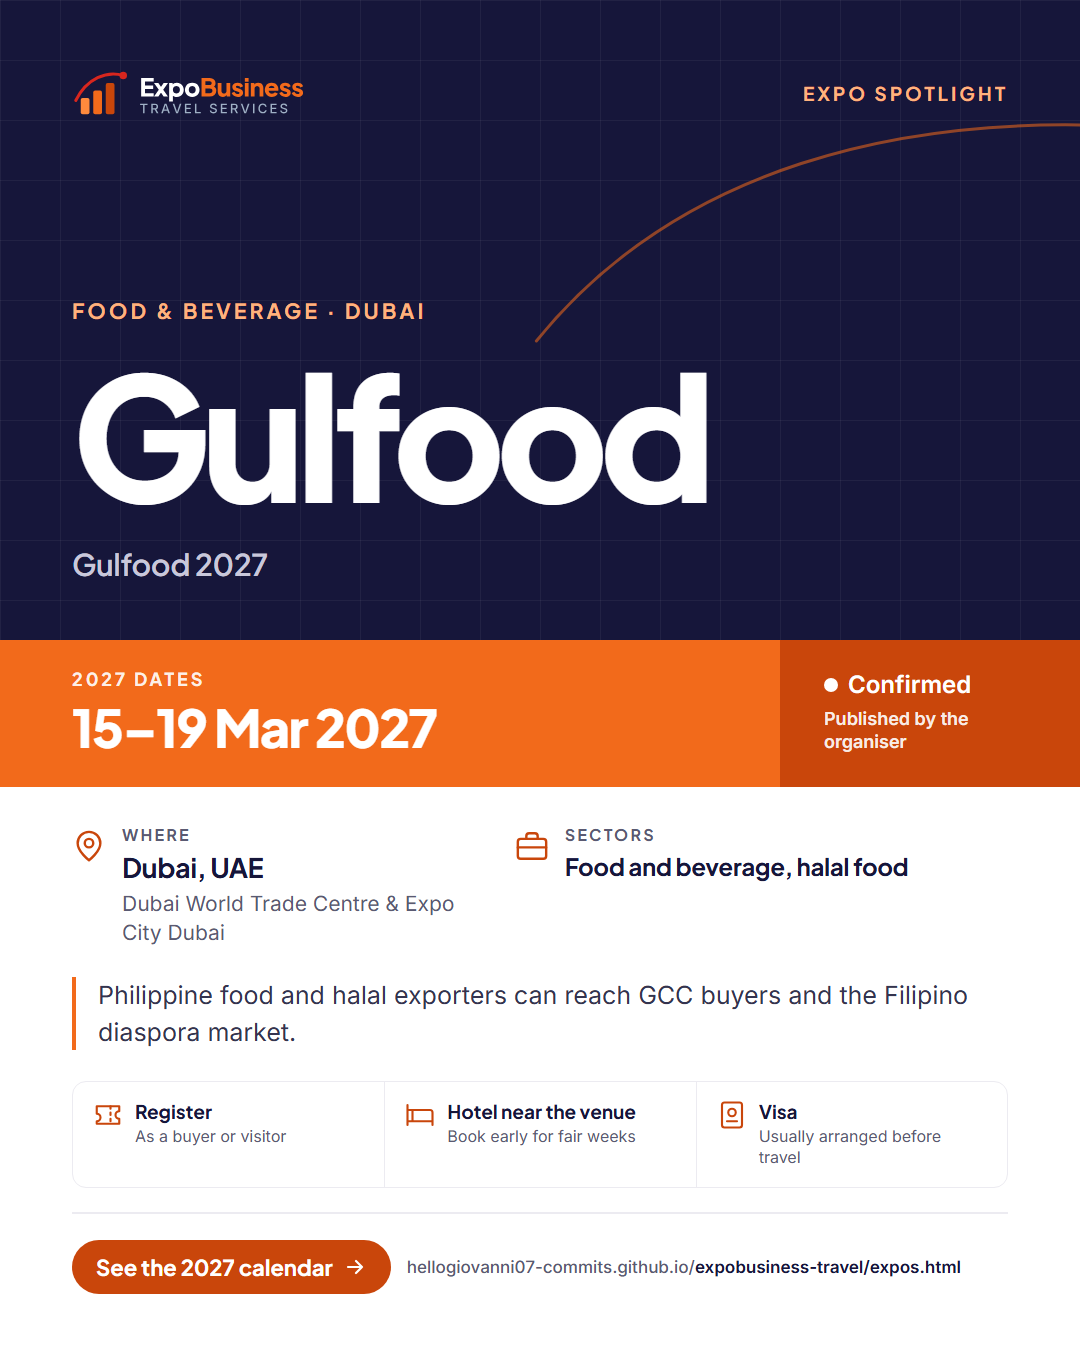 ExpoBusiness
TRAVEL SERVICES
EXPO SPOTLIGHT
FOOD & BEVERAGE · DUBAI
Gulfood
Gulfood 2027
2027 DATES
15–19 Mar 2027
Confirmed
Published by the
organiser
WHERE
Dubai, UAE
Dubai World Trade Centre & Expo
City Dubai
SECTORS
Food and beverage, halal food
Philippine food and halal exporters can reach GCC buyers and the Filipino
diaspora market.
Register
As a buyer or visitor
Hotel near the venue
Book early for fair weeks
Visa
Usually arranged before
travel
See the 2027 calendar →
hellogiovanni07-commits.github.io/expobusiness-travel/expos.html